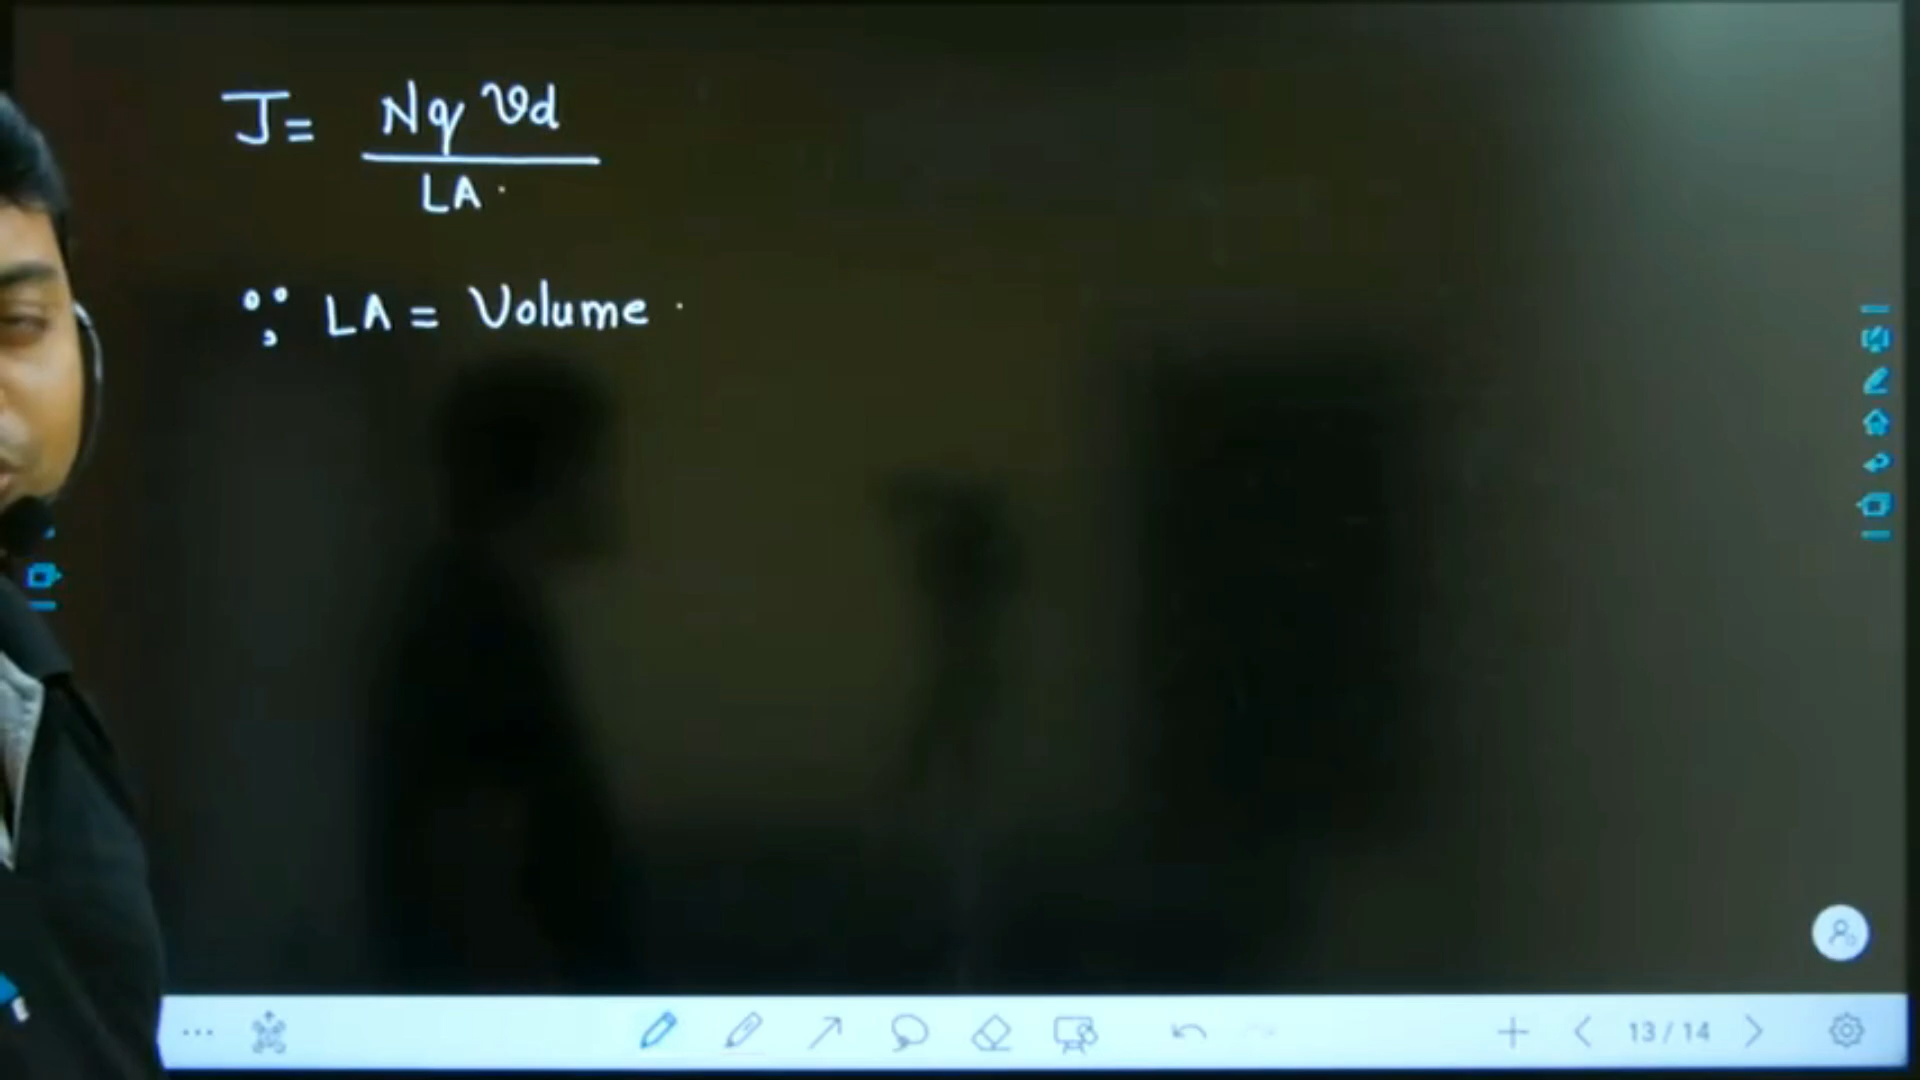 J = Nq vd / LA.
∵ LA = Volume.
13 / 14